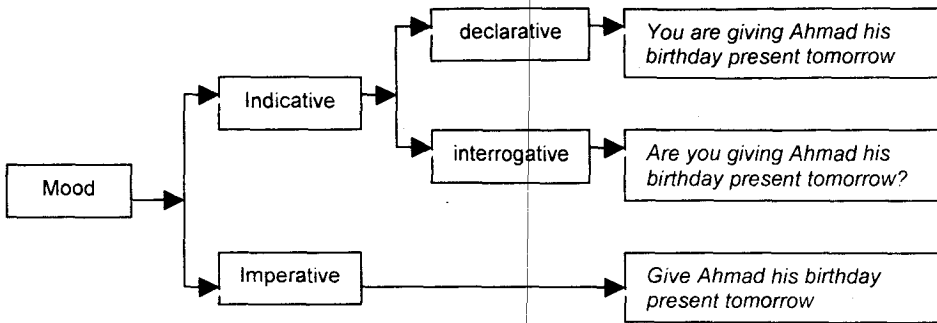 declarative
You are giving Ahmad his
birthday present tomorrow
Indicative
interrogative
Are you giving Ahmad his
birthday present tomorrow?
Mood
Imperative
Give Ahmad his birthday
present tomorrow